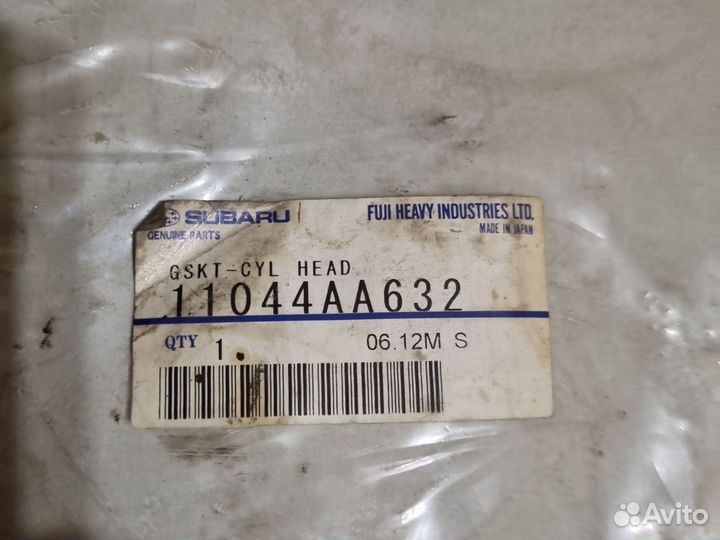 SUBARU
FUJI HEAVY INDUSTRIES LTD.
GENUINE PARTS
MADE IN JAPAN
GSKT-CYL HEAD
11044AA632
QTY 1
06.12M S
Avito